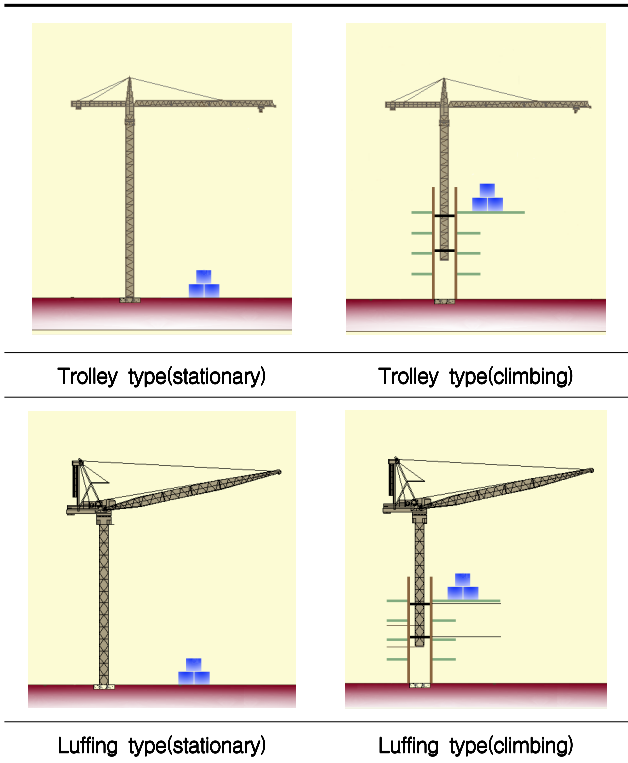 Trolley type(stationary)
Trolley type(climbing)
Luffing type(stationary)
Luffing type(climbing)